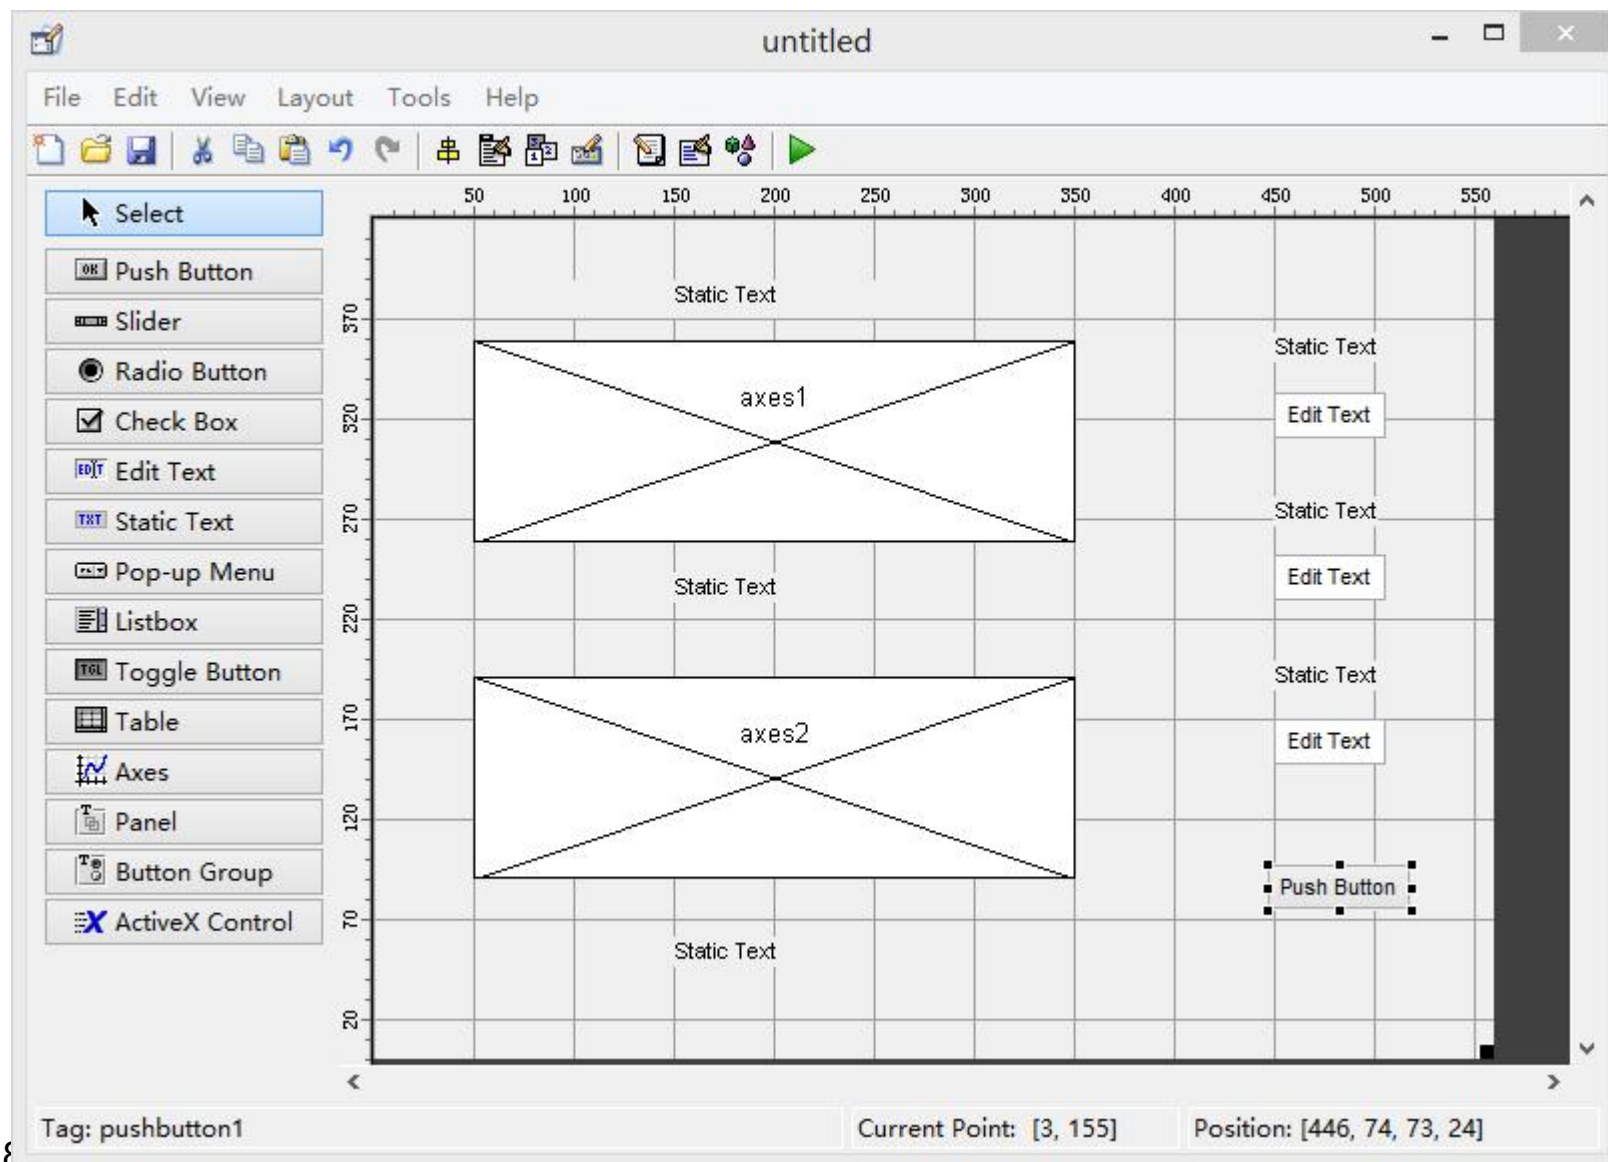 untitled
File Edit View Layout Tools Help
Select
Push Button
Slider
Radio Button
Check Box
Edit Text
Static Text
Pop-up Menu
Listbox
Toggle Button
Table
Axes
Panel
Button Group
ActiveX Control
50 100 150 200 250 300 350 400 450 500 550
370
320
270
220
170
120
70
20
Static Text
axes1
Static Text
axes2
Static Text
Static Text
Edit Text
Static Text
Edit Text
Static Text
Edit Text
Push Button
Tag: pushbutton1
Current Point: [3, 155]
Position: [446, 74, 73, 24]